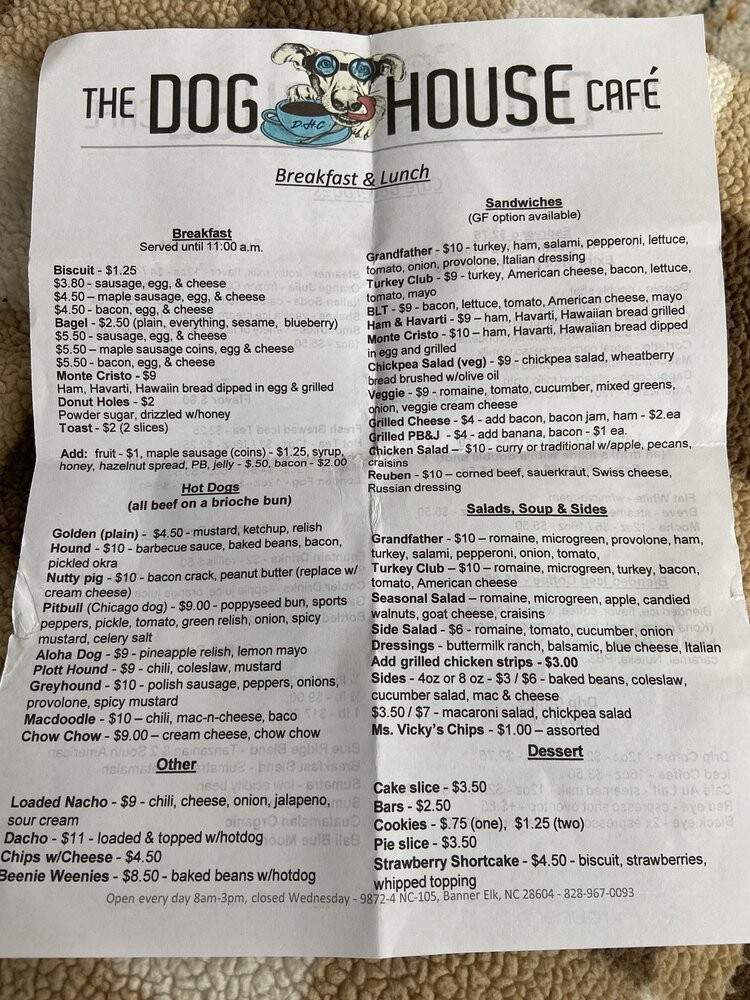 THE DOG HOUSE CAFÉ
D.H.C
Breakfast & Lunch
Breakfast
Served until 11:00 a.m.
Biscuit - $1.25
$3.80 - sausage, egg, & cheese
$4.50 – maple sausage, egg, & cheese
$4.50 - bacon, egg, & cheese
Bagel - $2.50 (plain, everything, sesame, blueberry)
$5.50 - sausage, egg, & cheese
$5.50 – maple sausage coins, egg & cheese
$5.50 - bacon, egg, & cheese
Monte Cristo - $9
Ham, Havarti, Hawaiin bread dipped in egg & grilled
Donut Holes - $2
Powder sugar, drizzled w/honey
Toast - $2 (2 slices)
Add: fruit - $1, maple sausage (coins) - $1.25, syrup,
honey, hazelnut spread, PB, jelly - $.50, bacon - $2.00
Hot Dogs
(all beef on a brioche bun)
Golden (plain) - $4.50 - mustard, ketchup, relish
Hound - $10 - barbecue sauce, baked beans, bacon,
pickled okra
Nutty pig - $10 - bacon crack, peanut butter (replace w/
cream cheese)
Pitbull (Chicago dog) - $9.00 - poppyseed bun, sports
peppers, pickle, tomato, green relish, onion, spicy
mustard, celery salt
Aloha Dog - $9 - pineapple relish, lemon mayo
Plott Hound - $9 - chili, coleslaw, mustard
Greyhound - $10 - polish sausage, peppers, onions,
provolone, spicy mustard
Macdoodle - $10 – chili, mac-n-cheese, baco
Chow Chow - $9.00 – cream cheese, chow chow
Other
Loaded Nacho - $9 - chili, cheese, onion, jalapeno,
sour cream
Dacho - $11 - loaded & topped w/hotdog
Chips w/Cheese - $4.50
Beenie Weenies - $8.50 - baked beans w/hotdog
Sandwiches
(GF option available)
Grandfather - $10 - turkey, ham, salami, pepperoni, lettuce,
tomato, onion, provolone, Italian dressing
Turkey Club - $9 - turkey, American cheese, bacon, lettuce,
tomato, mayo
BLT - $9 - bacon, lettuce, tomato, American cheese, mayo
Ham & Havarti - $9 – ham, Havarti, Hawaiian bread grilled
Monte Cristo - $10 – ham, Havarti, Hawaiian bread dipped
in egg and grilled
Chickpea Salad (veg) - $9 - chickpea salad, wheatberry
bread brushed w/olive oil
Veggie - $9 - romaine, tomato, cucumber, mixed greens,
onion, veggie cream cheese
Grilled Cheese - $4 - add bacon, bacon jam, ham - $2.ea
Grilled PB&J - $4 - add banana, bacon - $1 ea.
Chicken Salad – $10 - curry or traditional w/apple, pecans,
craisins
Reuben - $10 – corned beef, sauerkraut, Swiss cheese,
Russian dressing
Salads, Soup & Sides
Grandfather - $10 – romaine, microgreen, provolone, ham,
turkey, salami, pepperoni, onion, tomato,
Turkey Club – $10 – romaine, microgreen, turkey, bacon,
tomato, American cheese
Seasonal Salad – romaine, microgreen, apple, candied
walnuts, goat cheese, craisins
Side Salad - $6 - romaine, tomato, cucumber, onion
Dressings - buttermilk ranch, balsamic, blue cheese, Italian
Add grilled chicken strips - $3.00
Sides - 4oz or 8 oz - $3 / $6 - baked beans, coleslaw,
cucumber salad, mac & cheese
$3.50 / $7 - macaroni salad, chickpea salad
Ms. Vicky's Chips - $1.00 – assorted
Dessert
Cake slice - $3.50
Bars - $2.50
Cookies - $.75 (one), $1.25 (two)
Pie slice - $3.50
Strawberry Shortcake - $4.50 - biscuit, strawberries,
whipped topping
Open every day 8am-3pm, closed Wednesday - 9872-4 NC-105, Banner Elk, NC 28604 - 828-967-0093